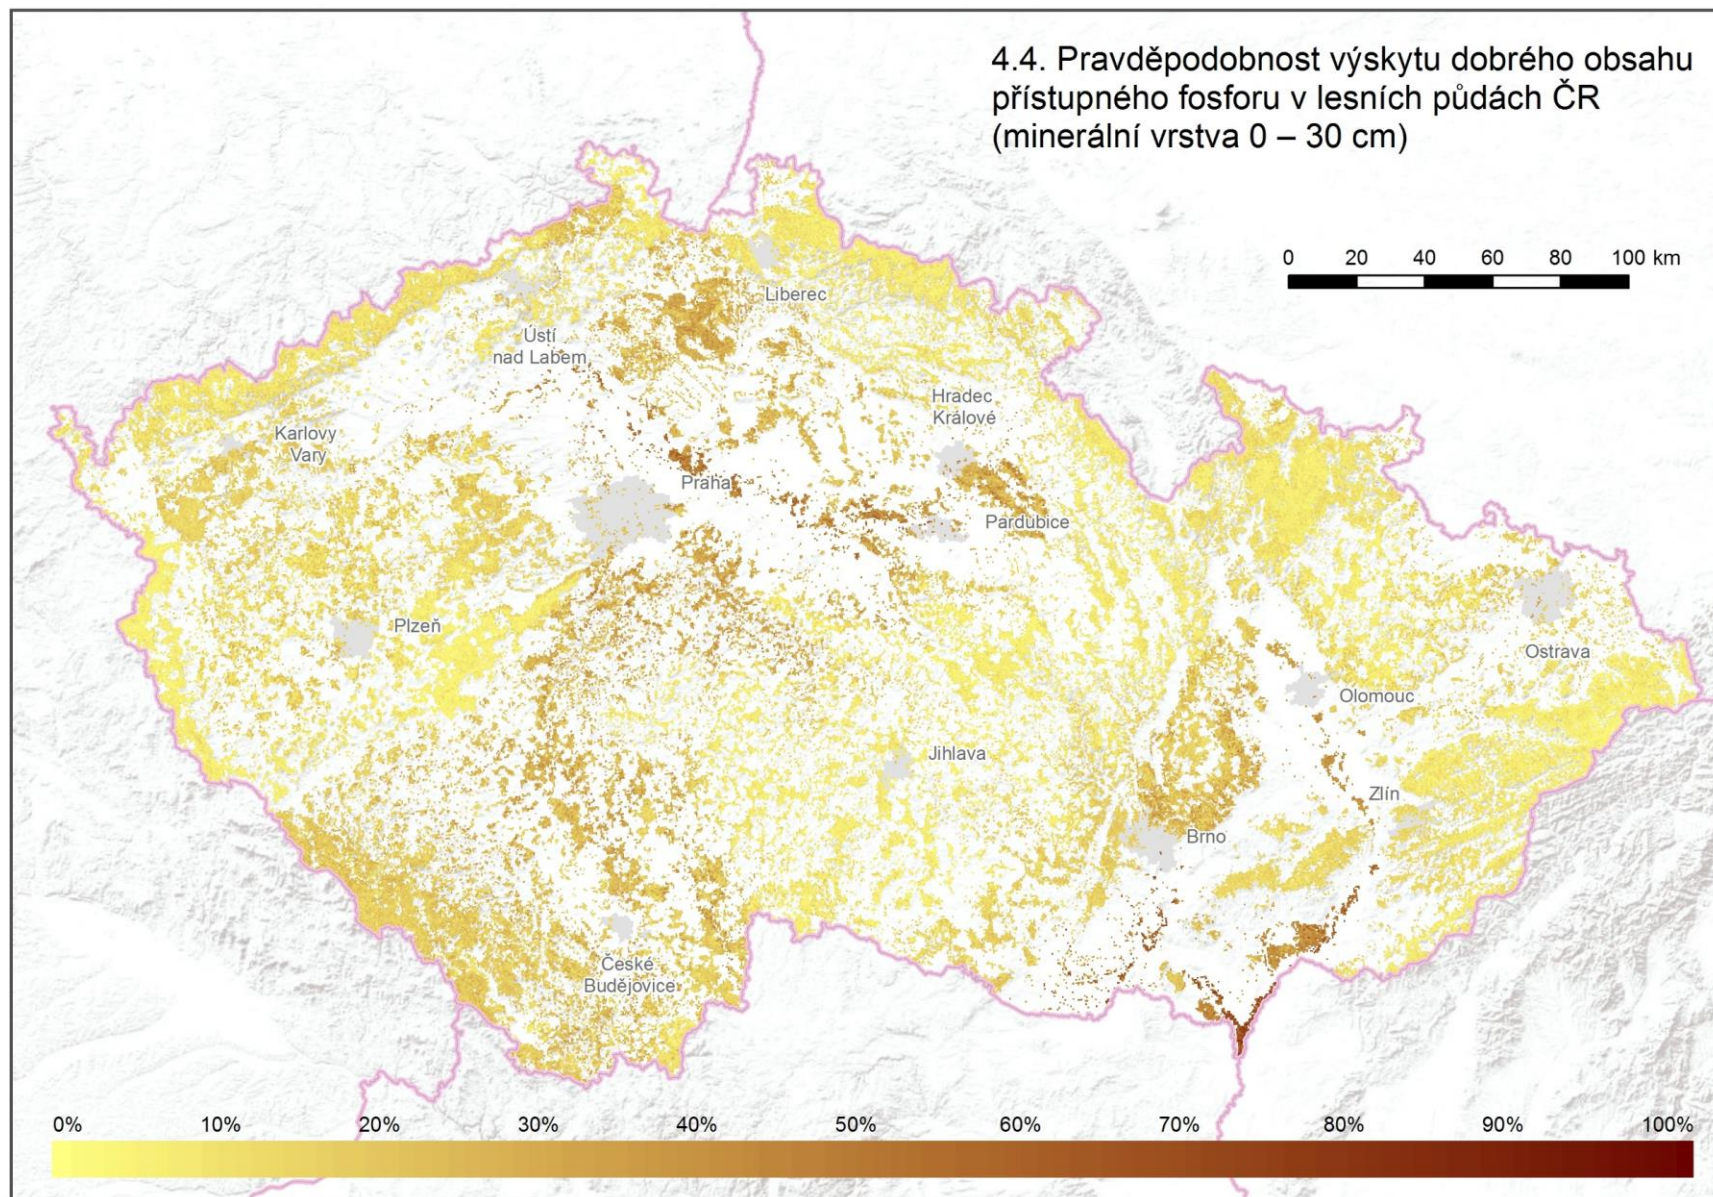 4.4. Pravděpodobnost výskytu dobrého obsahu
přístupného fosforu v lesních půdách ČR
(minerální vrstva 0 – 30 cm)
0 20 40 60 80 100 km
Liberec
Ústí
nad Labem
Hradec
Králové
Karlovy
Vary
Praha
Pardubice
Plzeň
Ostrava
Olomouc
Jihlava
Zlín
Brno
České
Budějovice
0% 10% 20% 30% 40% 50% 60% 70% 80% 90% 100%